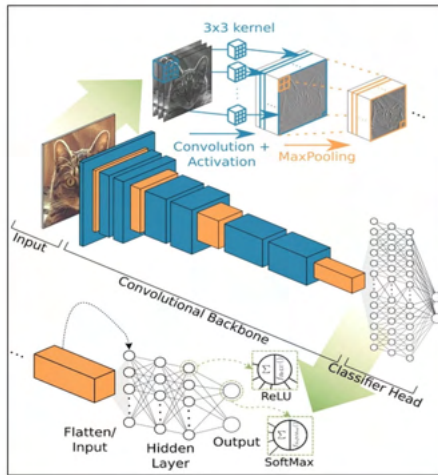 3x3 kernel
Convolution +
Activation
MaxPooling
...
Input
Convolutional Backbone
Classifier Head
...
Flatten/
Input
Hidden
Layer
Output
ReLU
SoftMax